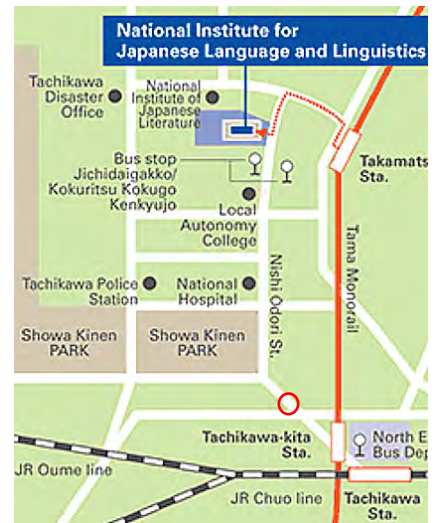 National Institute for
Japanese Language and Linguistics
Tachikawa
Disaster
Office
National
Institute of
Japanese
Literature
Bus stop
Jichidaigakko/
Kokuritsu Kokugo
Kenkyujo
Takamats
Sta.
Local
Autonomy
College
Tama Monorail
Nishi Odori St.
Tachikawa Police
Station
National
Hospital
Showa Kinen
PARK
Showa Kinen
PARK
Tachikawa-kita
Sta.
North E
Bus Dep
JR Oume line
JR Chuo line
Tachikawa
Sta.